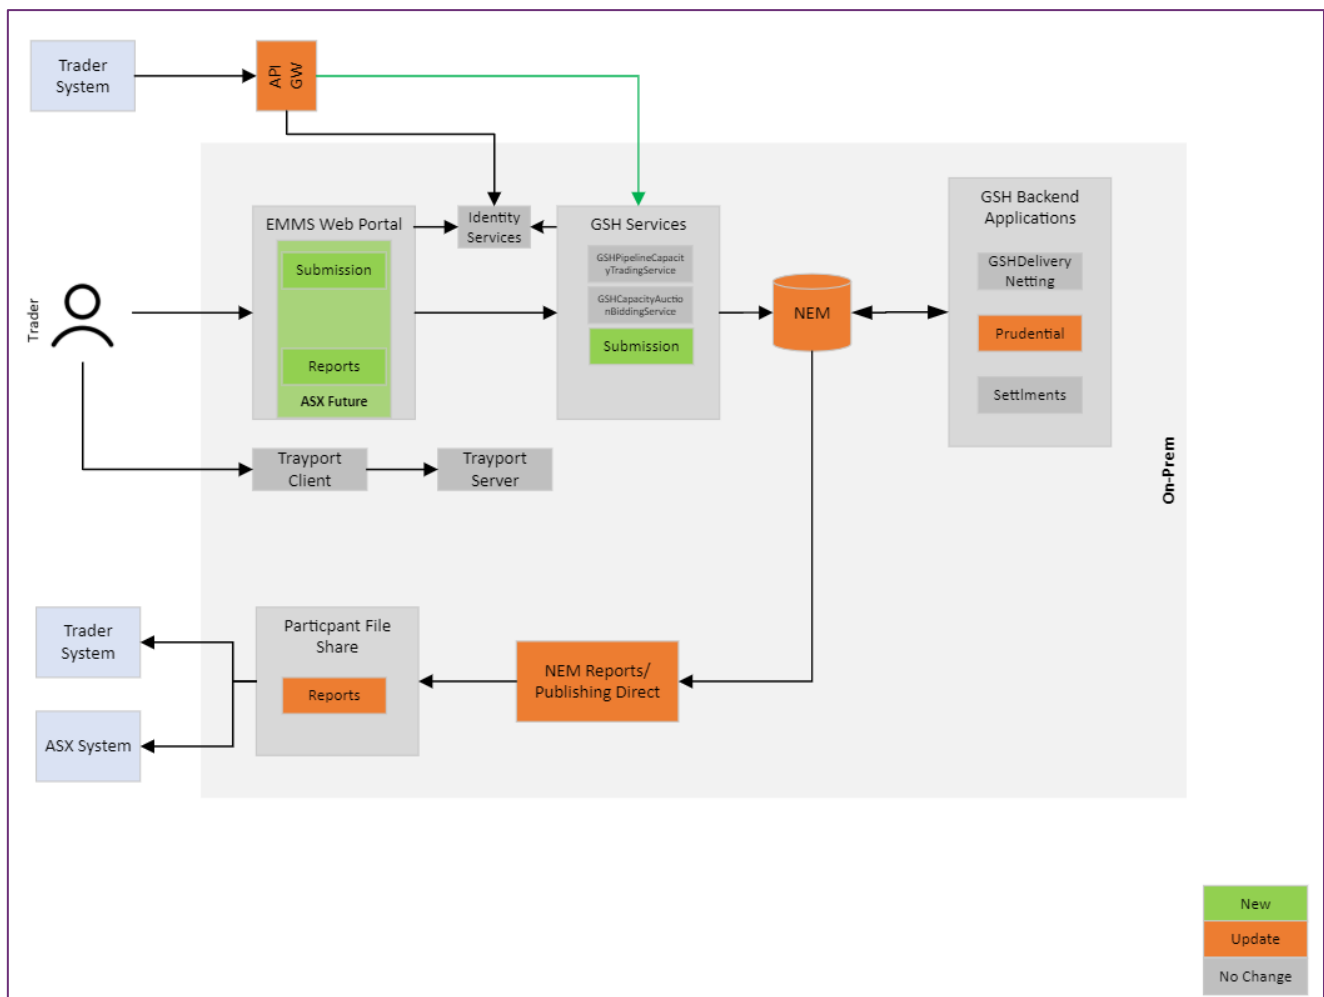 Trader
System
API
GW
EMMS Web Portal
Submission
Reports
ASX Future
Identity
Services
GSH Services
GSHPipelineCapacit
yTradingService
GSHCapacityAuctio
nBiddingService
Submission
NEM
GSH Backend
Applications
GSHDelivery
Netting
Prudential
Settlments
Trader
Trayport
Client
Trayport
Server
On-Prem
Trader
System
ASX System
Particpant File
Share
Reports
NEM Reports/
Publishing Direct
New
Update
No Change